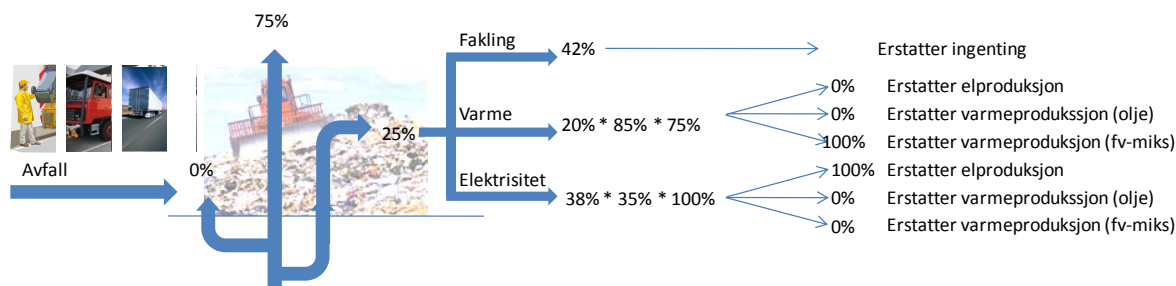 75%
Fakling
42%
Erstatter ingenting
0% Erstatter elproduksjon
Varme
0% Erstatter varmeprodukssjon (olje)
25%
20% * 85% * 75%
100% Erstatter varmeproduksjon (fv-miks)
Avfall
0%
Elektrisitet
100% Erstatter elproduksjon
38% * 35% * 100%
0% Erstatter varmeprodukssjon (olje)
0% Erstatter varmeproduksjon (fv-miks)